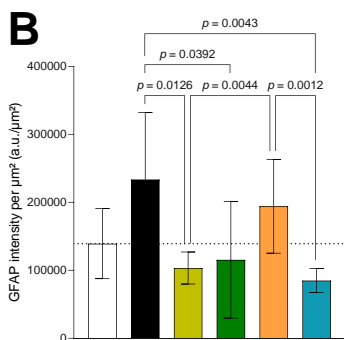 B
p = 0.0043
p = 0.0392
p = 0.0126
p = 0.0044
p = 0.0012
GFAP intensity per µm² (a.u./µm²)
400000
300000
200000
100000
0